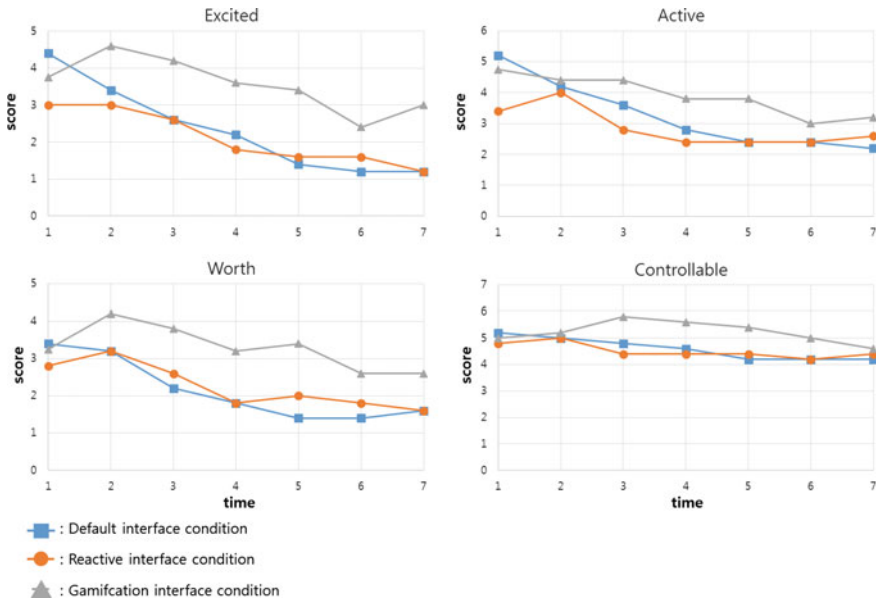 Excited
5
4
3
2
1
0
score
1 2 3 4 5 6 7
Active
6
5
4
3
2
1
0
score
1 2 3 4 5 6 7
Worth
5
4
3
2
1
0
score
1 2 3 4 5 6 7
time
Controllable
7
6
5
4
3
2
1
0
score
1 2 3 4 5 6 7
time
: Default interface condition
: Reactive interface condition
: Gamifcation interface condition